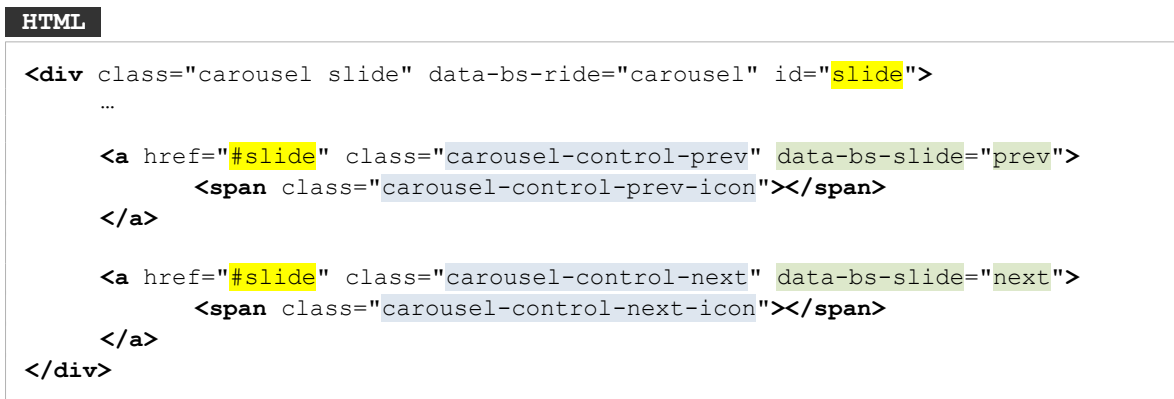 HTML
<div class="carousel slide" data-bs-ride="carousel" id="slide">
…
<a href="#slide" class="carousel-control-prev" data-bs-slide="prev">
<span class="carousel-control-prev-icon"></span>
</a>
<a href="#slide" class="carousel-control-next" data-bs-slide="next">
<span class="carousel-control-next-icon"></span>
</a>
</div>